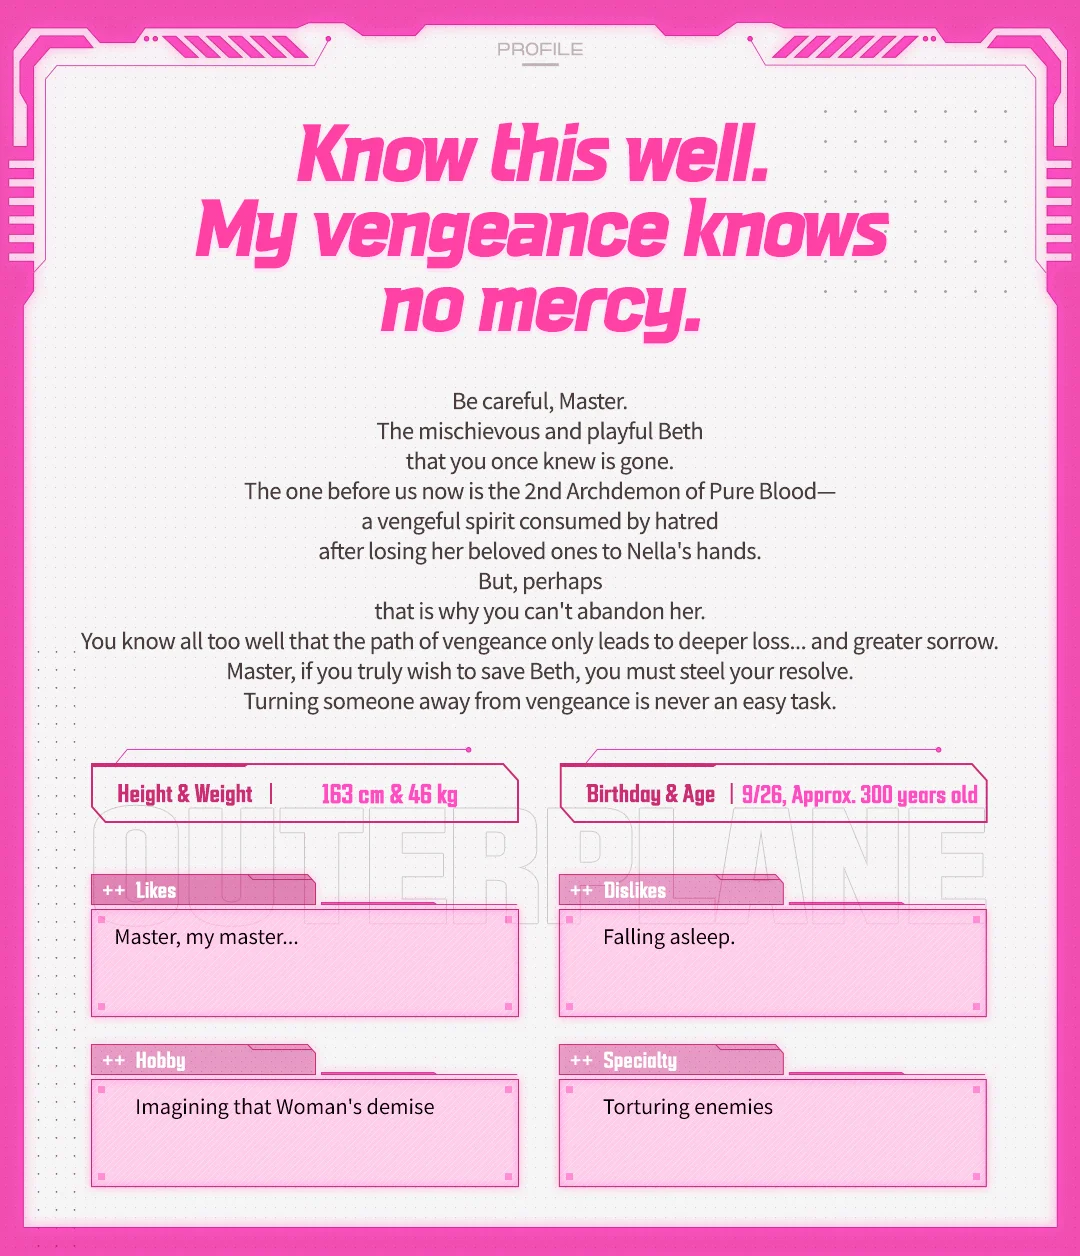 PROFILE
Know this well.
My vengeance knows
no mercy.
Be careful, Master.
The mischievous and playful Beth
that you once knew is gone.
The one before us now is the 2nd Archdemon of Pure Blood—
a vengeful spirit consumed by hatred
after losing her beloved ones to Nella's hands.
But, perhaps
that is why you can't abandon her.
You know all too well that the path of vengeance only leads to deeper loss... and greater sorrow.
Master, if you truly wish to save Beth, you must steel your resolve.
Turning someone away from vengeance is never an easy task.
Height & Weight | 163 cm & 46 kg
Birthday & Age | 9/26, Approx. 300 years old
OUTERPLANE
++ Likes
Master, my master...
++ Dislikes
Falling asleep.
++ Hobby
Imagining that Woman's demise
++ Specialty
Torturing enemies